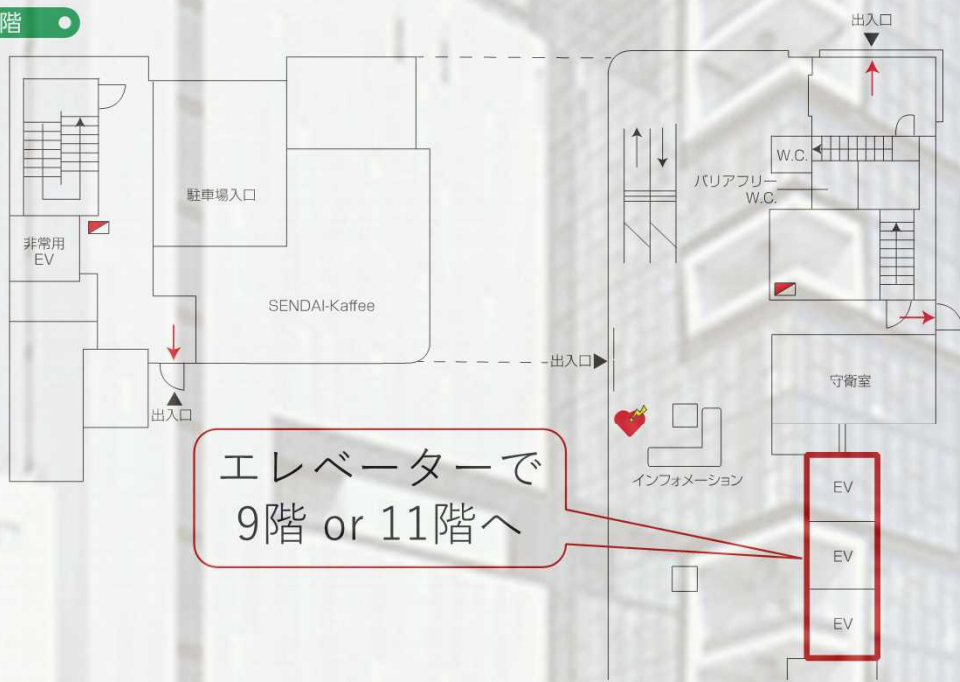 階
出入口
駐車場入口
W.C.
バリアフリー
W.C.
非常用
EV
SENDAI-Kaffee
出入口
守衛室
出入口
エレベーターで
9階 or 11階へ
インフォメーション
EV
EV
EV